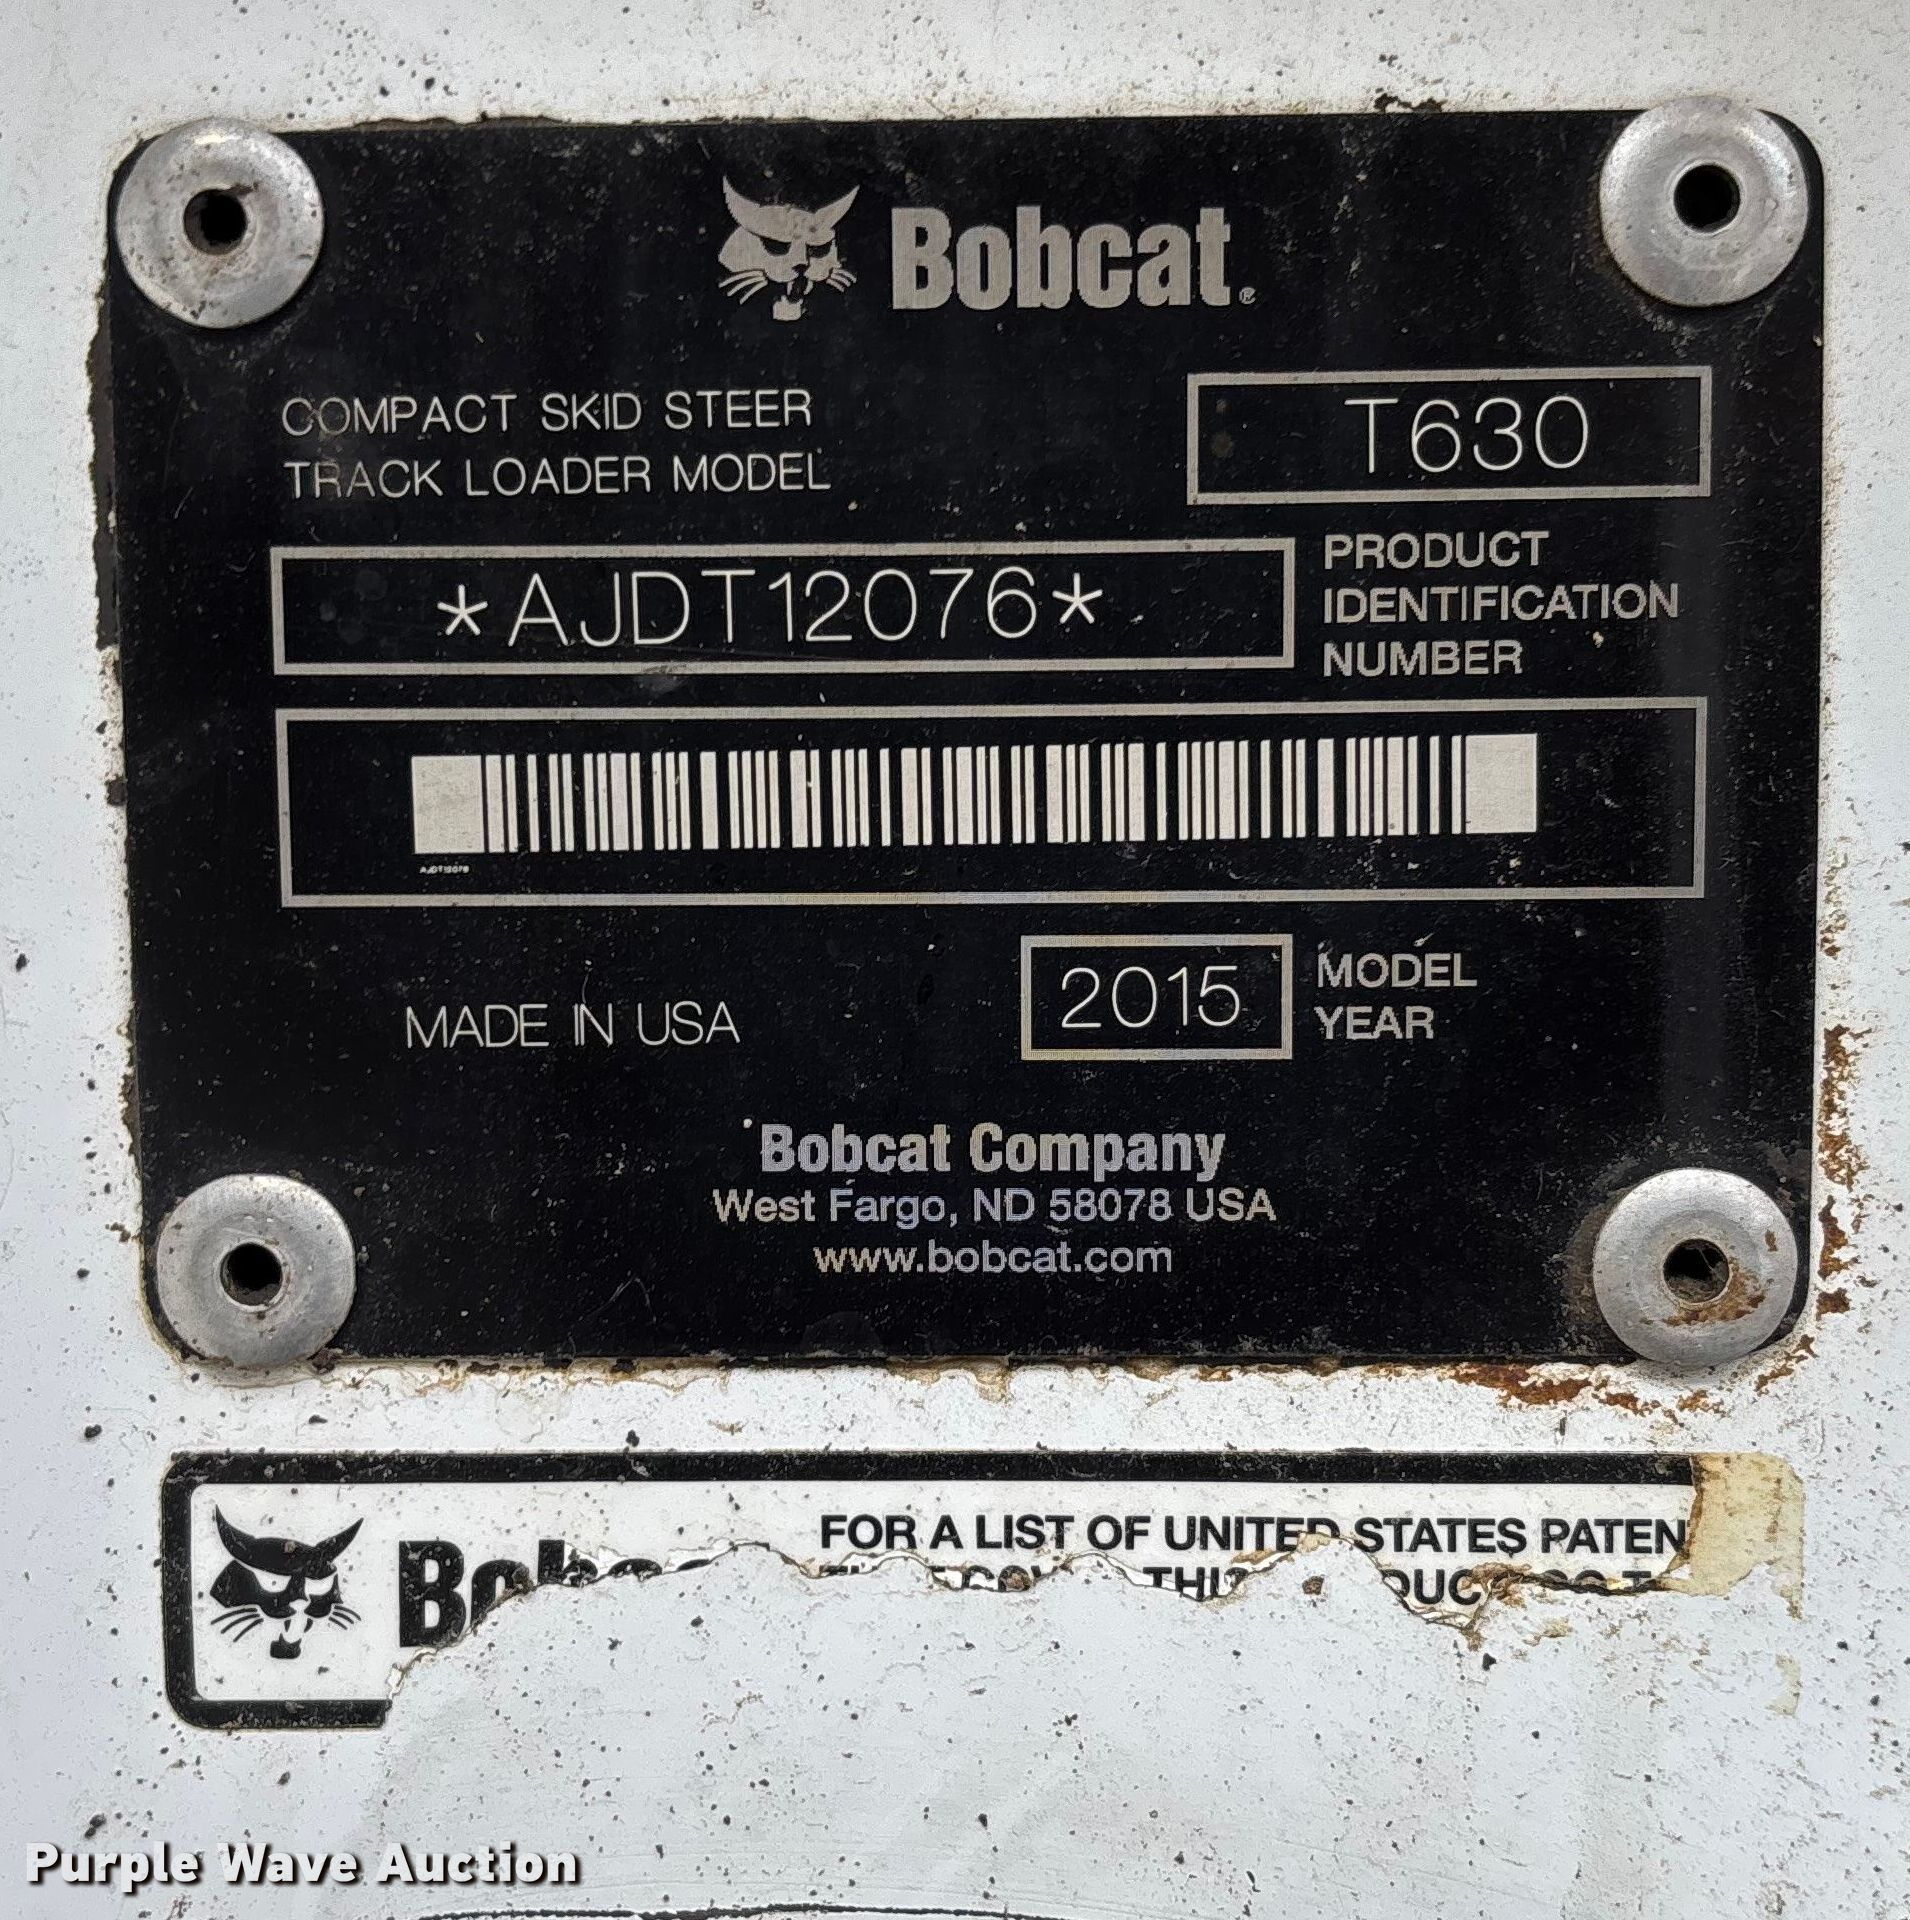 Bobcat®
COMPACT SKID STEER
TRACK LOADER MODEL
T630
*AJDT12076*
PRODUCT
IDENTIFICATION
NUMBER
AJDT12076
MADE IN USA
2015
MODEL
YEAR
Bobcat Company
West Fargo, ND 58078 USA
www.bobcat.com
FOR A LIST OF UNITED STATES PATEN
Purple Wave Auction